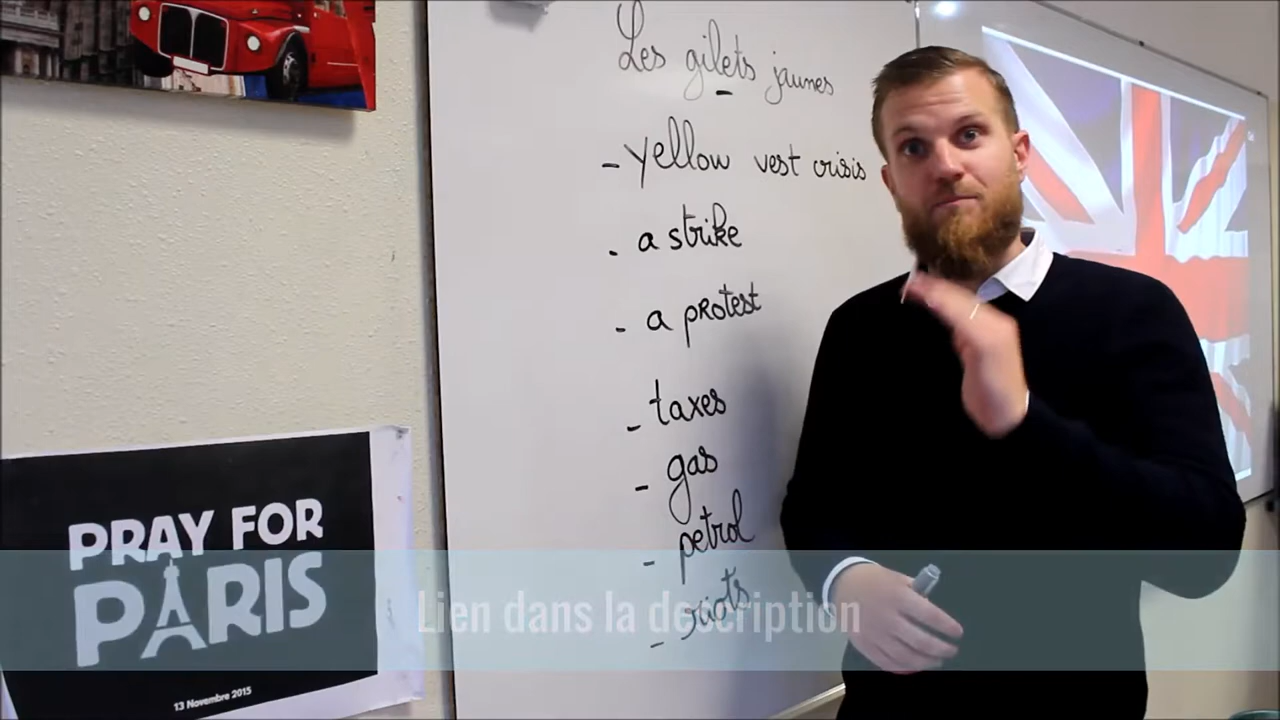 Les gilets jaunes
- yellow vest crisis
- a strike
- a protest
- taxes
- gas
- petrol
- riots
PRAY FOR
PARIS
13 Novembre 2015
Lien dans la description